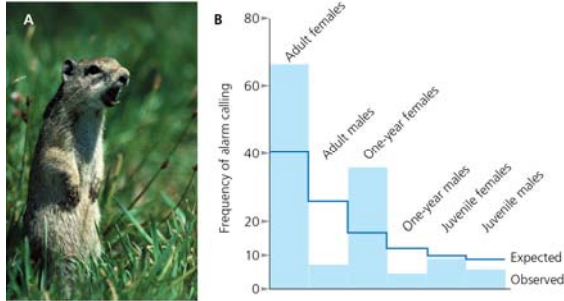 A
B
Frequency of alarm calling
80
60
40
20
10
0
Adult females
Adult males
One-year females
One-year males
Juvenile females
Juvenile males
Expected
Observed